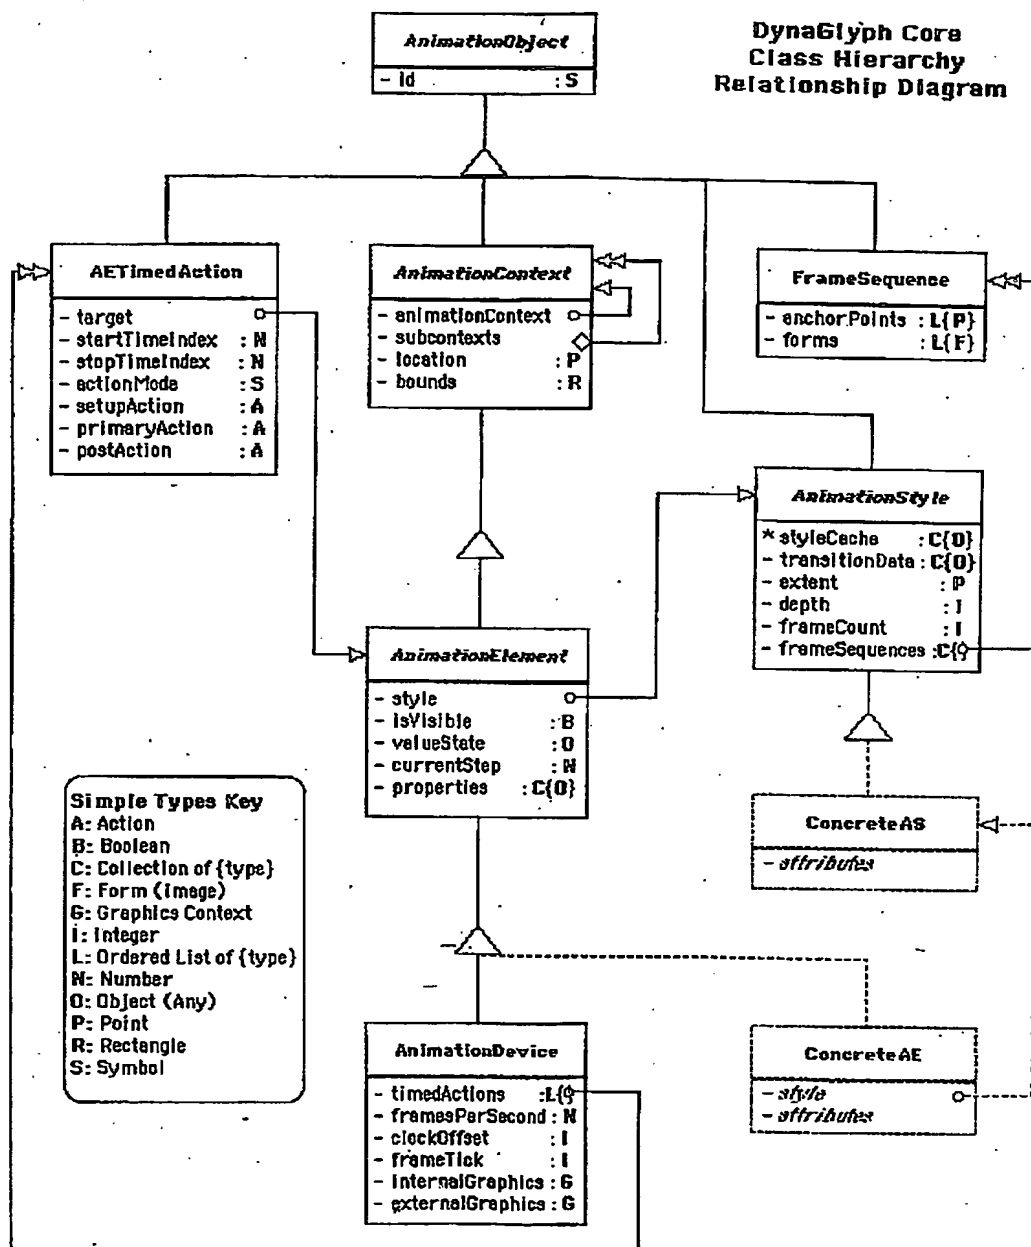 DynaGlyph Core
Class Hierarchy
Relationship Diagram
AnimationObject
- id :S
AETimedAction
- target
- startTimeIndex :N
- stopTimeIndex :N
- actionMode :S
- setupAction :A
- primaryAction :A
- postAction :A
AnimationContext
- animationContext
- subcontexts
- location :P
- bounds :R
FrameSequence
- anchorPoints :L{P}
- forms :L{F}
AnimationStyle
* styleCache :C{O}
- transitionData :C{O}
- extent :P
- depth :I
- frameCount :I
- frameSequences :C{}
AnimationElement
- style
- isVisible :B
- valueState :O
- currentStep :N
- properties :C{O}
Simple Types Key
A: Action
B: Boolean
C: Collection of {type}
F: Form (Image)
G: Graphics Context
I: Integer
L: Ordered List of {type}
N: Number
O: Object (Any)
P: Point
R: Rectangle
S: Symbol
ConcreteAS
- attributes
AnimationDevice
- timedActions :L{}
- framesPerSecond :N
- clockOffset :I
- frameTick :I
- internalGraphics :G
- externalGraphics :G
ConcreteAE
- style
- attributes